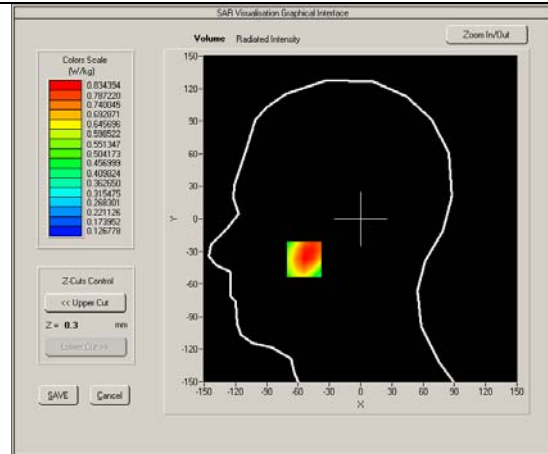 SAR Visualisation Graphical Interface
Volume Radiated Intensity
Zoom In/Out
Colors Scale
(W/kg)
0.834394
0.787220
0.740045
0.692871
0.645696
0.598522
0.551347
0.504173
0.456999
0.409824
0.362650
0.315475
0.268301
0.221126
0.173952
0.126778
Z-Cuts Control
<< Upper Cut
Z = 0.3 mm
Lower Cut >>
SAVE Cancel
150
120
90
60
30
0
-30
-60
-90
-120
-150
Y
-150 -120 -90 -60 -30 0 30 60 90 120 150
X